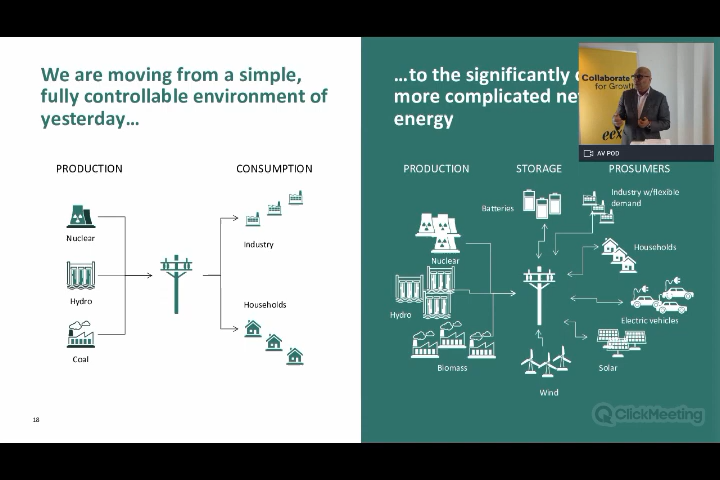 We are moving from a simple,
fully controllable environment of
yesterday...
PRODUCTION
CONSUMPTION
Nuclear
Hydro
Coal
Industry
Households
18
...to the significantly
more complicated
energy
PRODUCTION
STORAGE
PROSUMERS
Batteries
Industry w/flexible
demand
Nuclear
Households
Hydro
Electric vehicles
Biomass
Solar
Wind
Collaborate
for Growth
AV POD
ClickMeeting